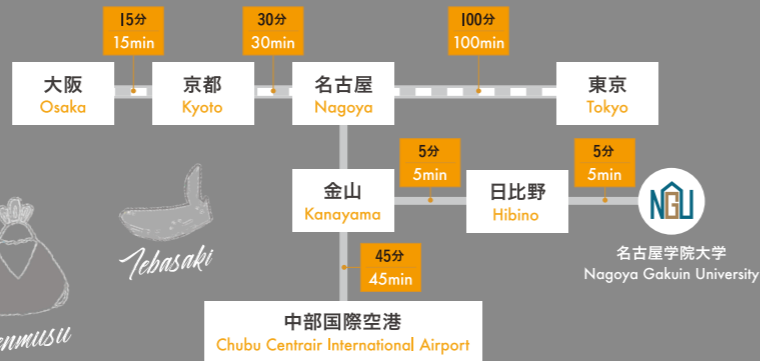 15分
15min
30分
30min
100分
100min
大阪
Osaka
京都
Kyoto
名古屋
Nagoya
東京
Tokyo
5分
5min
5分
5min
金山
Kanayama
日比野
Hibino
NGU
名古屋学院大学
Nagoya Gakuin University
Tebasaki
45分
45min
enmusu
中部国際空港
Chubu Centrair International Airport